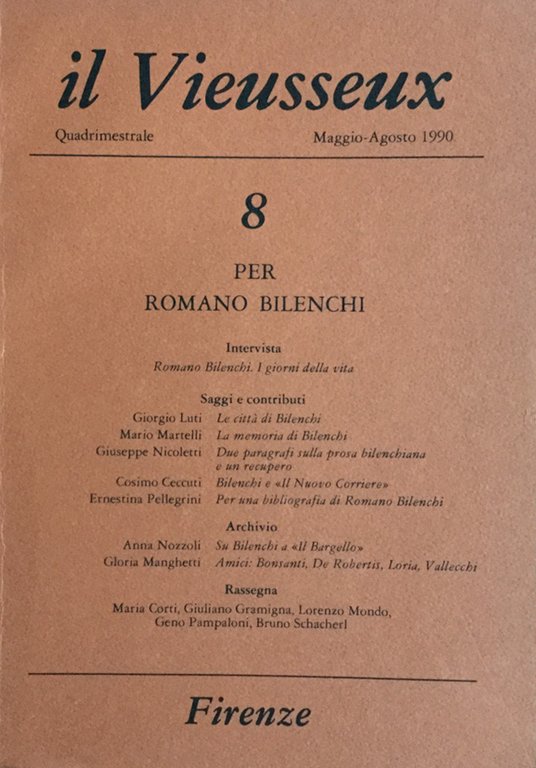 il Vieusseux
Quadrimestrale Maggio-Agosto 1990
8
PER
ROMANO BILENCHI
Intervista
Romano Bilenchi. I giorni della vita
Saggi e contributi
Giorgio Luti Le città di Bilenchi
Mario Martelli La memoria di Bilenchi
Giuseppe Nicoletti Due paragrafi sulla prosa bilenchiana
e un recupero
Cosimo Ceccuti Bilenchi e «Il Nuovo Corriere»
Ernestina Pellegrini Per una bibliografia di Romano Bilenchi
Archivio
Anna Nozzoli Su Bilenchi a «Il Bargello»
Gloria Manghetti Amici: Bonsanti, De Robertis, Loria, Vallecchi
Rassegna
Maria Corti, Giuliano Gramigna, Lorenzo Mondo,
Geno Pampaloni, Bruno Schacherl
Firenze